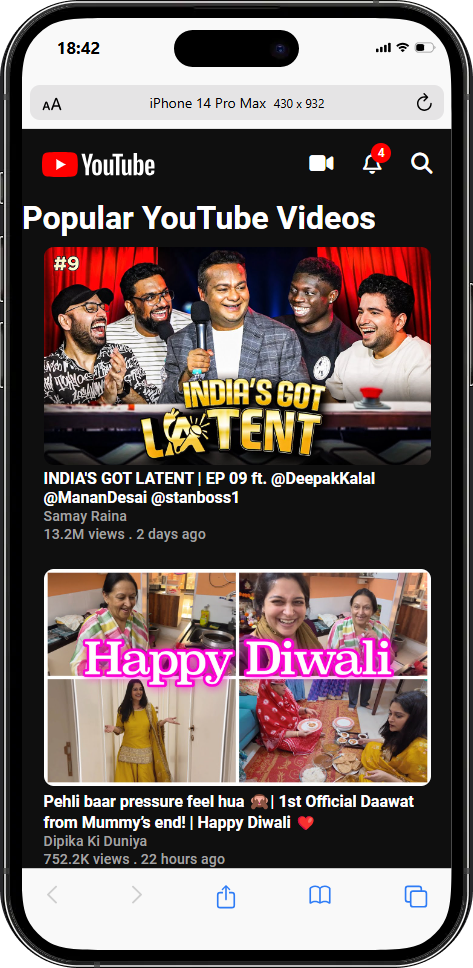 18:42
AA iPhone 14 Pro Max 430 x 932
YouTube
4
Popular YouTube Videos
#9
INDIA'S GOT
LATENT
INDIA'S GOT LATENT | EP 09 ft. @DeepakKalal
@MananDesai @stanboss1
Samay Raina
13.2M views . 2 days ago
Happy Diwali
Pehli baar pressure feel hua 🙈 | 1st Official Daawat
from Mummy’s end! | Happy Diwali ❤️
Dipika Ki Duniya
752.2K views . 22 hours ago